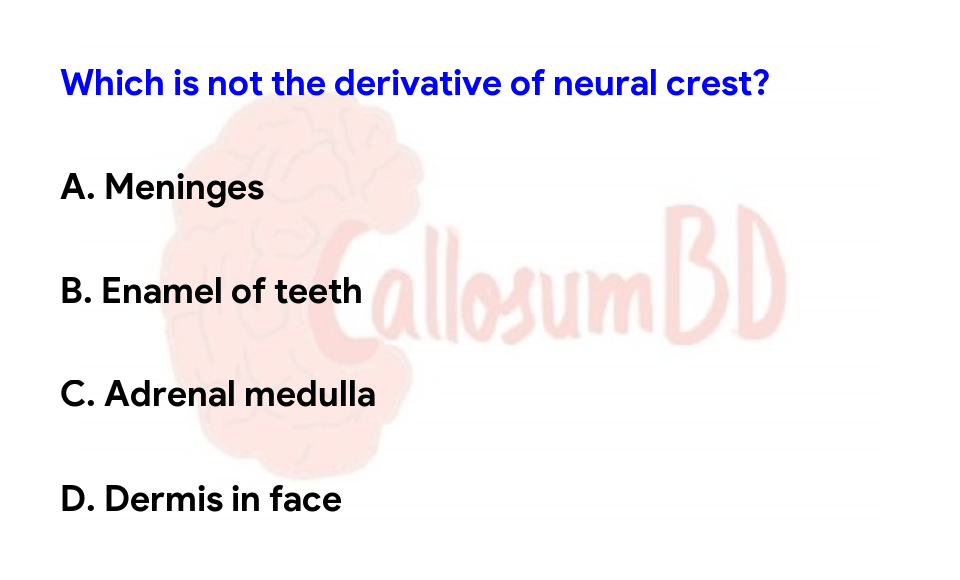 Which is not the derivative of neural crest?
A. Meninges
B. Enamel of teeth
CallosumBD
C. Adrenal medulla
D. Dermis in face